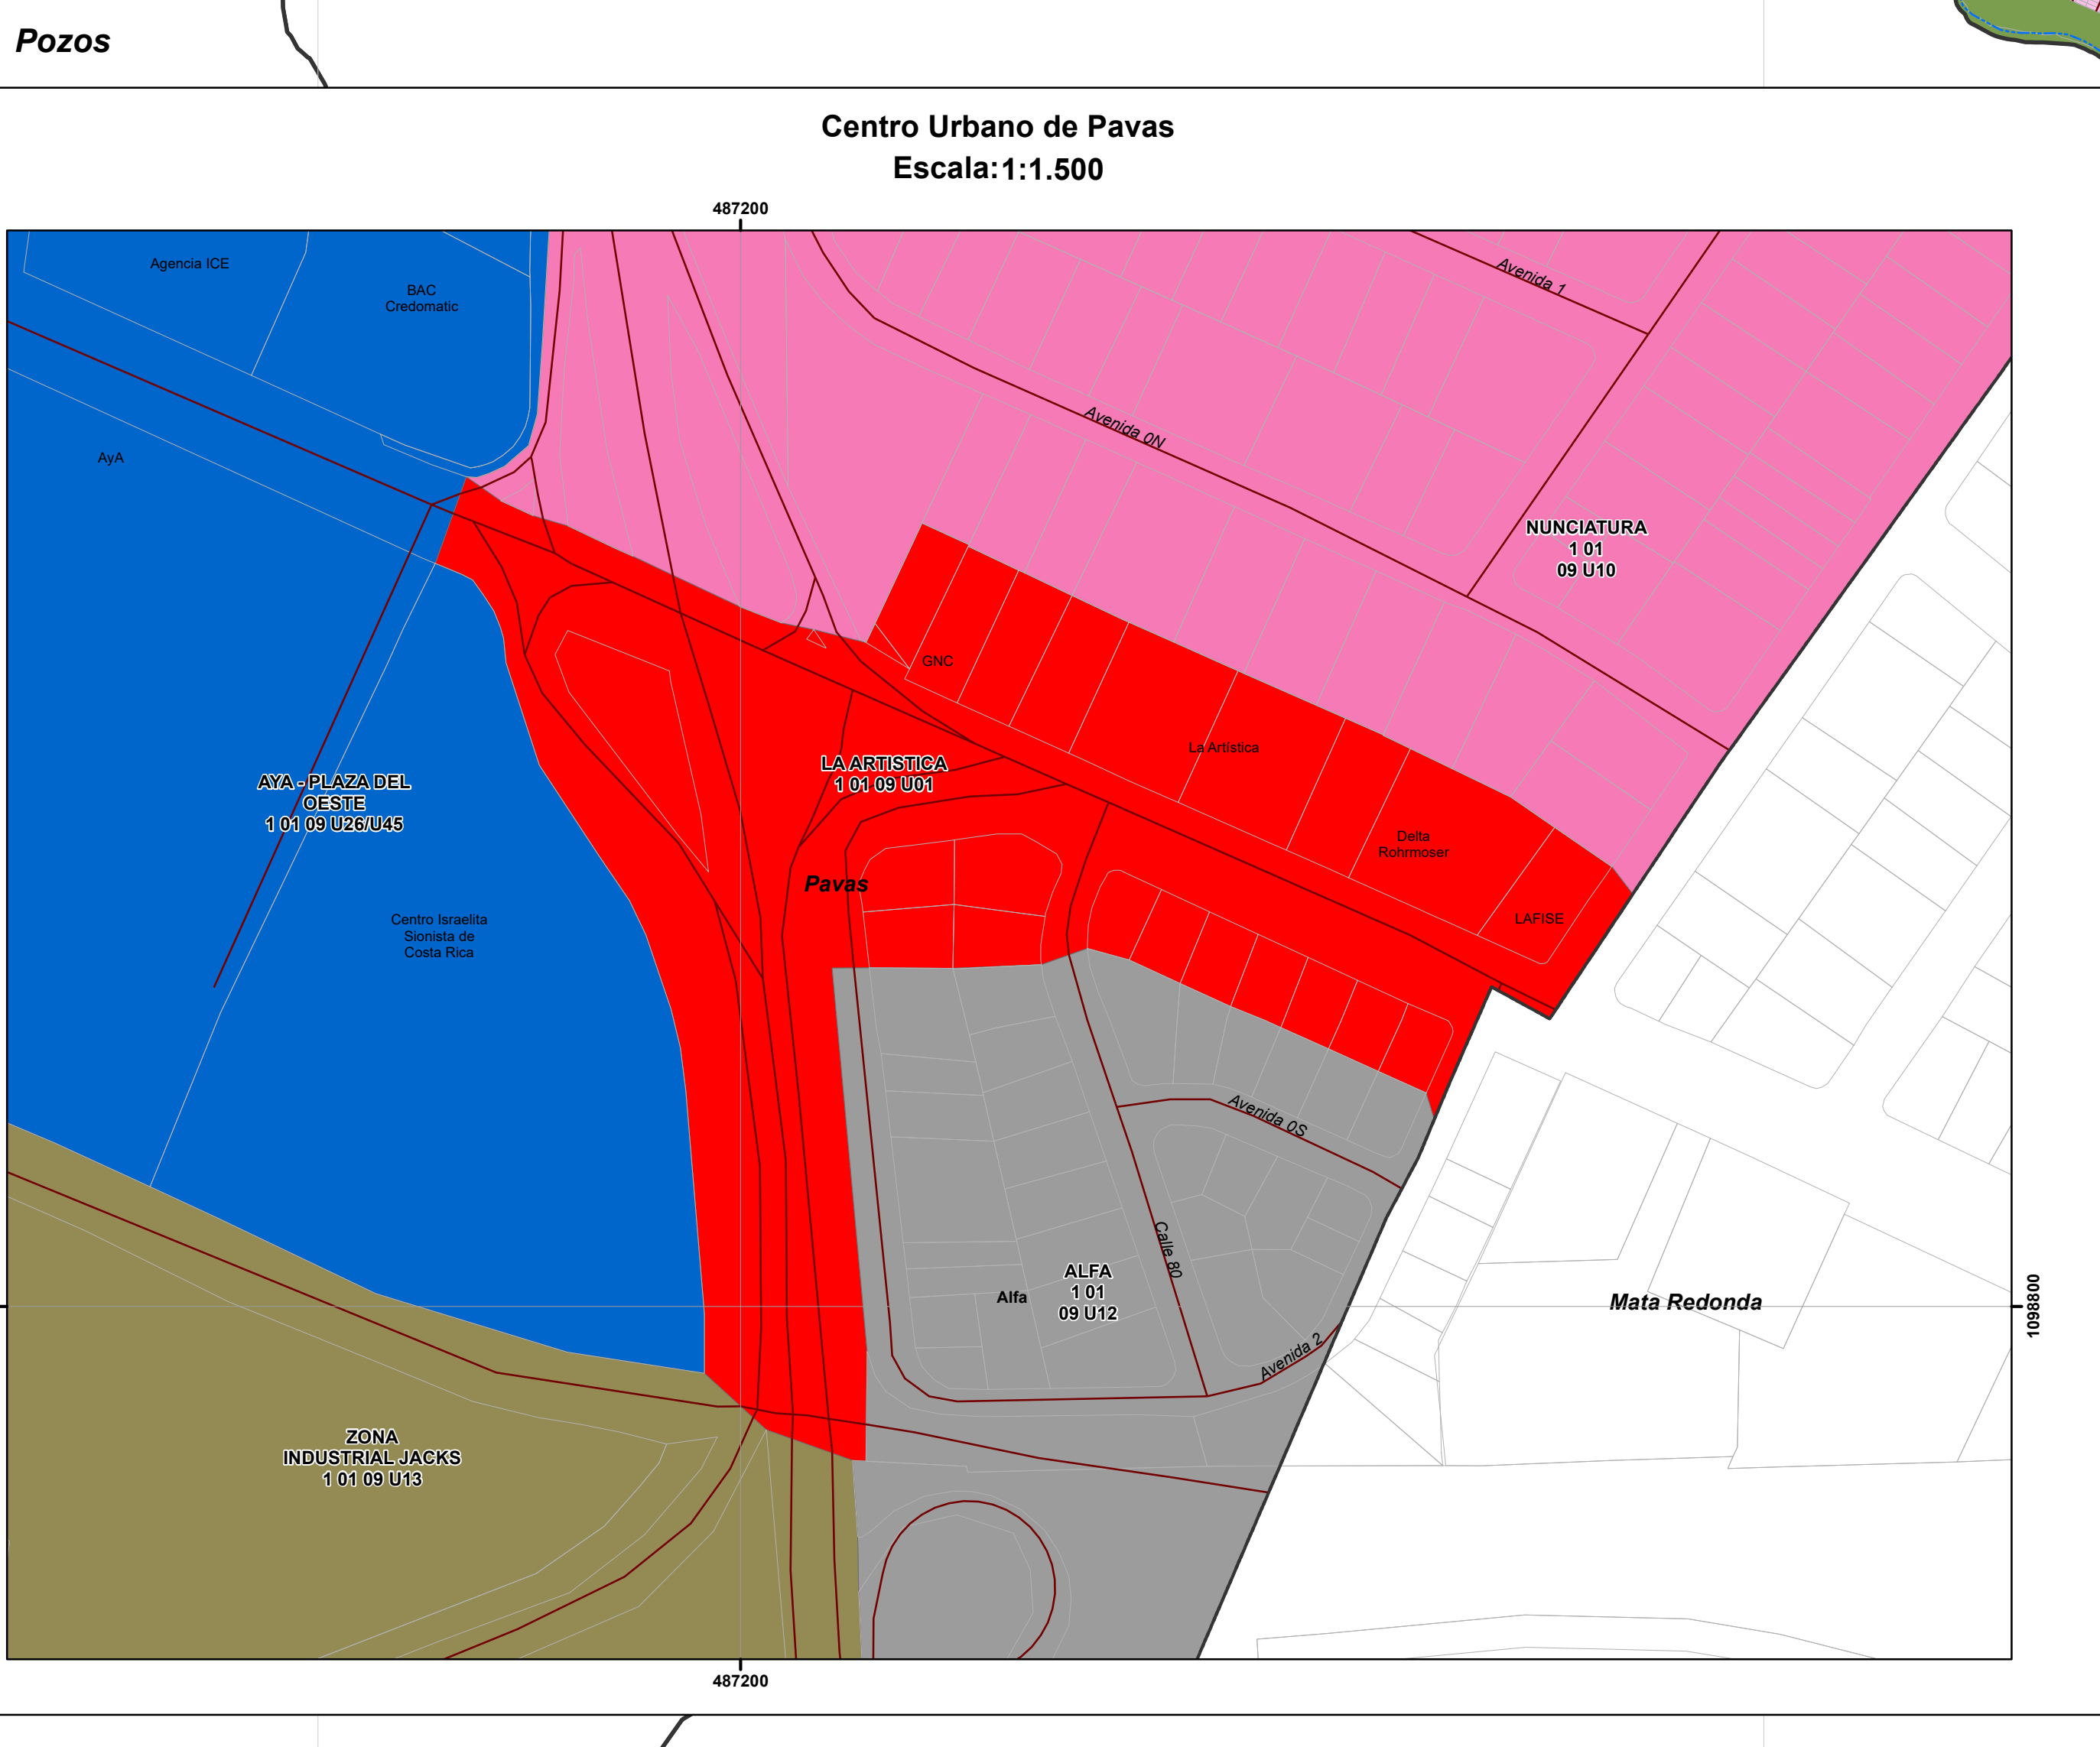 Pozos
Centro Urbano de Pavas
Escala:1:1.500
487200
Agencia ICE
BAC
Credomatic
Avenida 1
AyA
Avenida 0N
NUNCIATURA
1 01
09 U10
GNC
La Artística
LA ARTISTICA
1 01 09 U01
AYA - PLAZA DEL
OESTE
1 01 09 U26/U45
Delta
Rohrmoser
Pavas
LAFISE
Centro Israelita
Sionista de
Costa Rica
Avenida 0S
Calle 80
ALFA
1 01
09 U12
Alfa
Mata Redonda
1098800
Avenida 2
ZONA
INDUSTRIAL JACKS
1 01 09 U13
487200